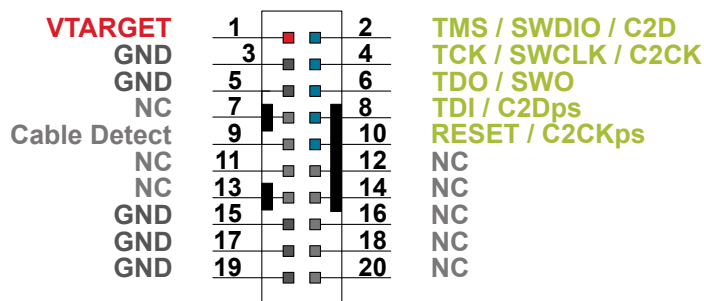 VTARGET 1 2 TMS / SWDIO / C2D
GND 3 4 TCK / SWCLK / C2CK
GND 5 6 TDO / SWO
NC 7 8 TDI / C2Dps
Cable Detect 9 10 RESET / C2CKps
NC 11 12 NC
NC 13 14 NC
GND 15 16 NC
GND 17 18 NC
GND 19 20 NC